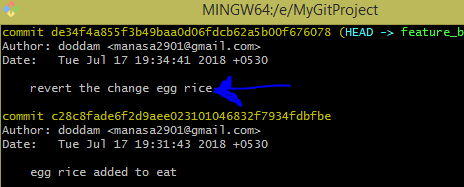 MINGW64:/e/MyGitProject
commit de34f4a855f3b49baa0d06fdcb62a5b00f676078 (HEAD -> feature_b
Author: doddam <manasa2901@gmail.com>
Date:   Tue Jul 17 19:34:41 2018 +0530
revert the change egg rice
commit c28c8fade6f2d9aee023101046832f7934fdbfbe
Author: doddam <manasa2901@gmail.com>
Date:   Tue Jul 17 19:31:43 2018 +0530
egg rice added to eat